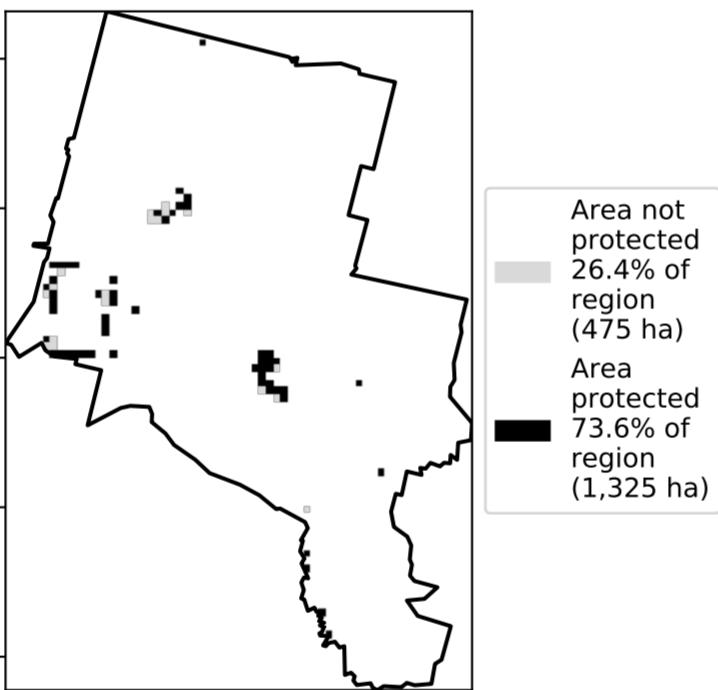 Area not
protected
26.4% of
region
(475 ha)
Area
protected
73.6% of
region
(1,325 ha)